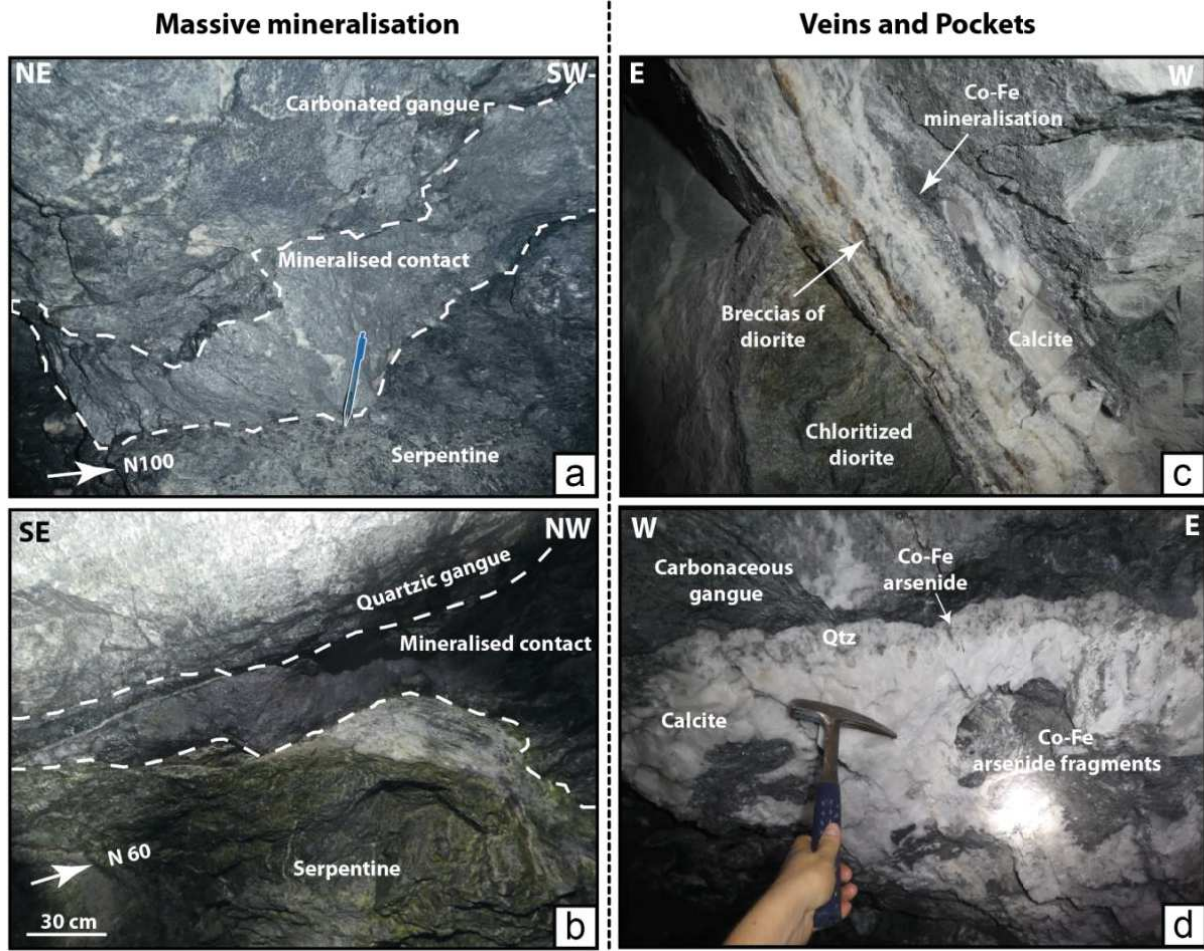 Massive mineralisation
Veins and Pockets
NE
SW-
Carbonated gangue
Mineralised contact
N100
Serpentine
a
E
W
Co-Fe
mineralisation
Breccias of
diorite
Calcite
Chloritized
diorite
c
SE
NW
Quartzic gangue
Mineralised contact
N 60
Serpentine
30 cm
b
W
E
Carbonaceous
gangue
Co-Fe
arsenide
Qtz
Calcite
Co-Fe
arsenide fragments
d